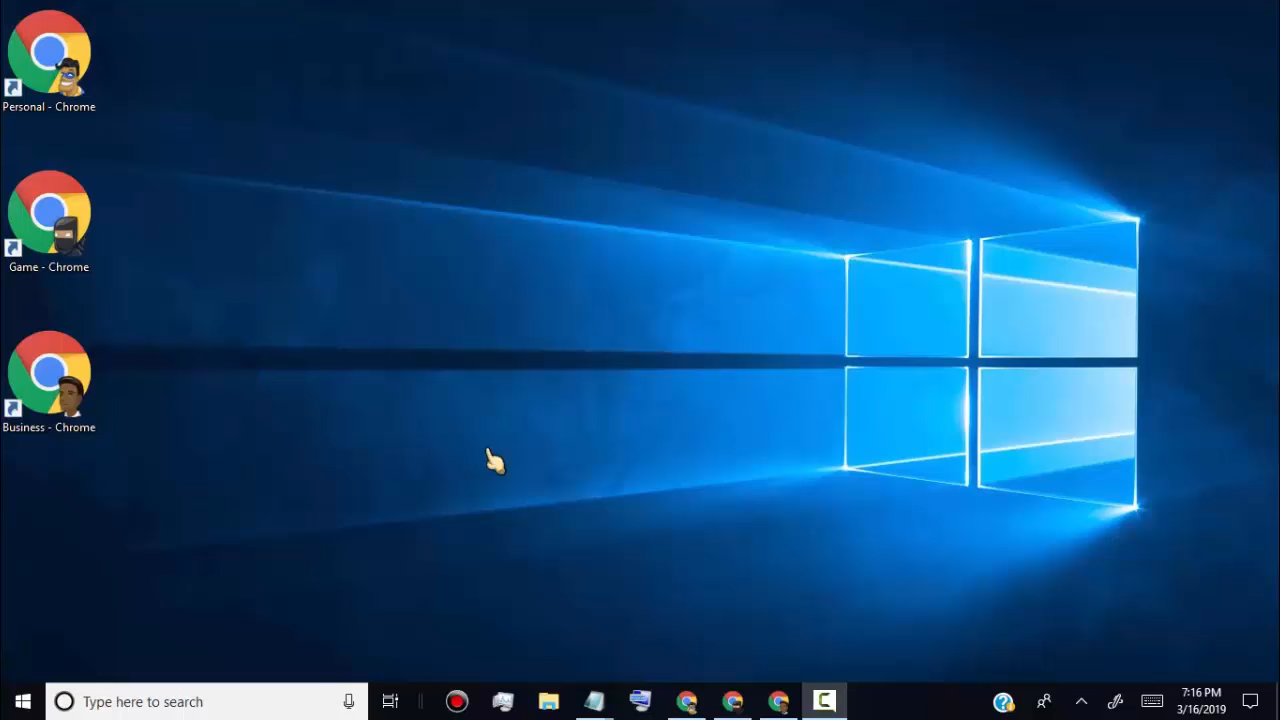 Personal - Chrome
Game - Chrome
Business - Chrome
Type here to search
7:16 PM
3/16/2019